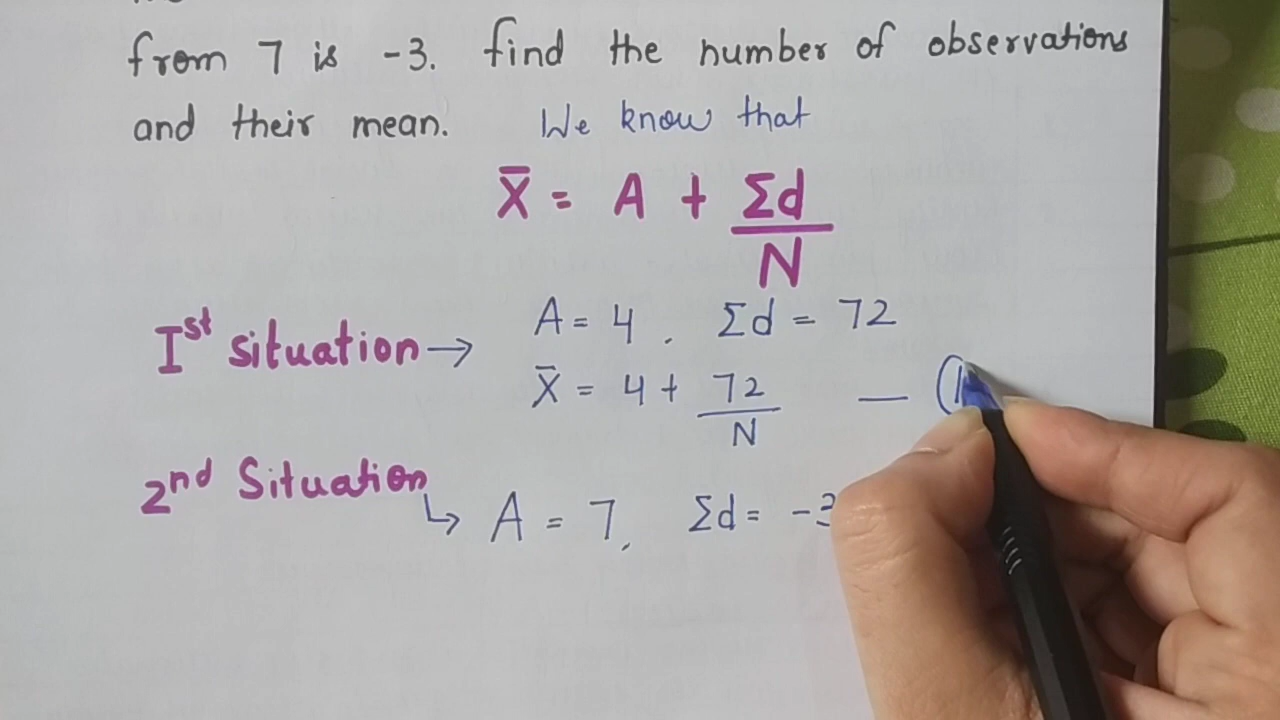 from 7 is -3. find the number of observations
and their mean. We know that
X̄ = A + Σd/N
Ist situation → A = 4 . Σd = 72
X̄ = 4 + 72/N — 1
2nd Situation ↳ A = 7, Σd = -3